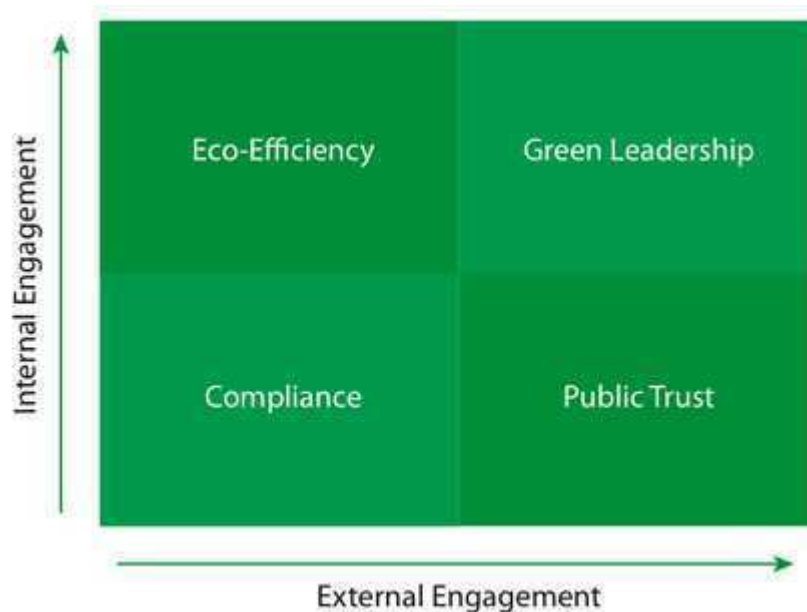 Internal Engagement
Eco-Efficiency
Green Leadership
Compliance
Public Trust
External Engagement